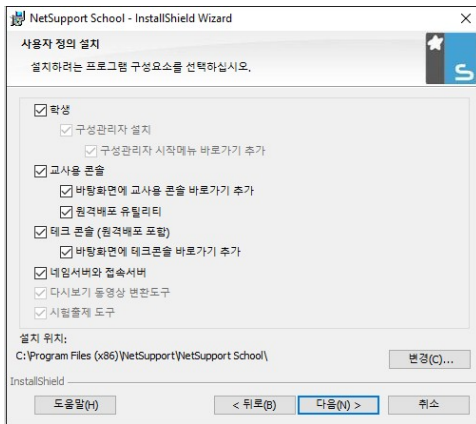 NetSupport School - InstallShield Wizard
사용자 정의 설치
설치하려는 프로그램 구성요소를 선택하십시오.
S
학생
구성관리자 설치
구성관리자 시작메뉴 바로가기 추가
교사용 콘솔
바탕화면에 교사용 콘솔 바로가기 추가
원격배포 유틸리티
테크 콘솔 (원격배포 포함)
바탕화면에 테크콘솔 바로가기 추가
네임서버와 접속서버
다시보기 동영상 변환도구
시험출제 도구
설치 위치:
C:\Program Files (x86)\NetSupport\NetSupport School\
변경(C)...
InstallShield
도움말(H)
< 뒤로(B)
다음(N) >
취소